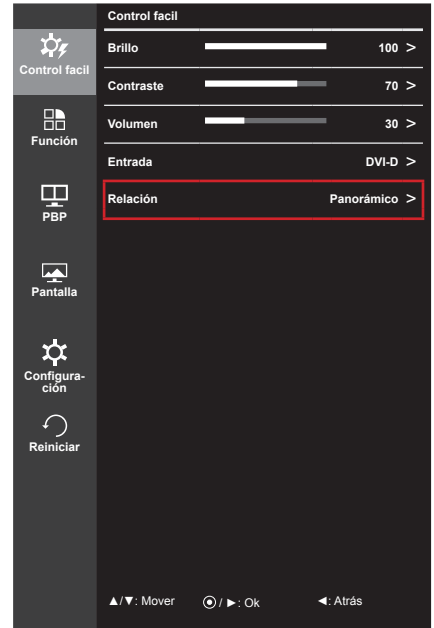 Control facil
Control facil
Función
PBP
Pantalla
Configura-
ción
Reiniciar
Brillo 100 >
Contraste 70 >
Volumen 30 >
Entrada DVI-D >
Relación Panorámico >
▲/▼: Mover ◉/ ►: Ok ◄: Atrás